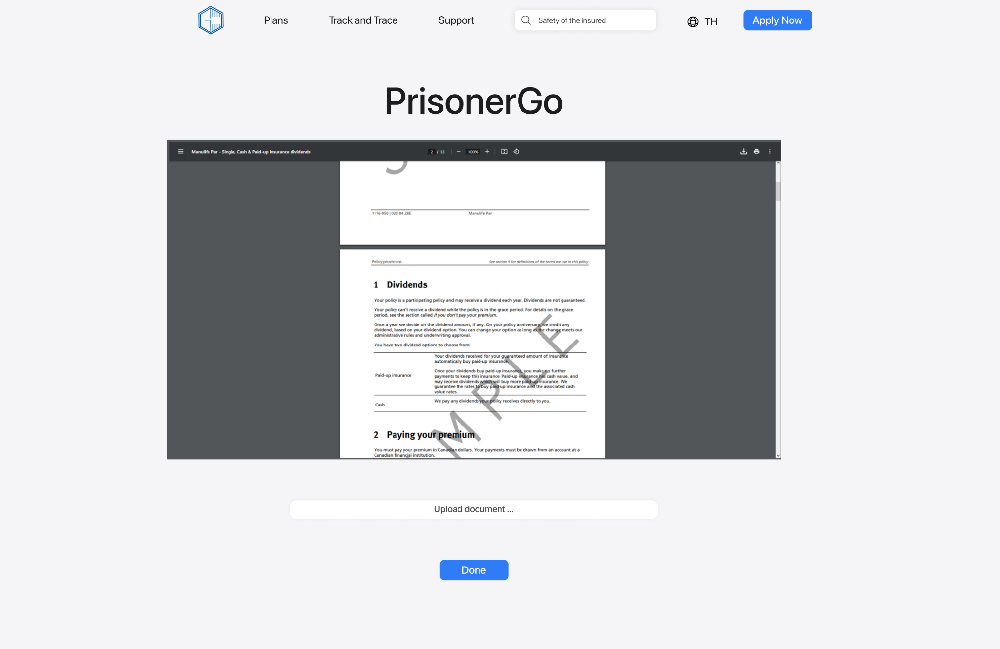 Plans
Track and Trace
Support
Safety of the insured
TH
Apply Now
PrisonerGo
Manulife Par - Single, Cash & Paid-up insurance dividends
2 / 13
100%
S
1116-950 | 023 04 28E
Manulife Par
Policy provisions
See section 9 for definitions of the terms we use in this policy
1 Dividends
Your policy is a participating policy and may receive a dividend each year. Dividends are not guaranteed.
Your policy can't receive a dividend while the policy is in the grace period. For details on the grace
period, see the section called If you don't pay your premium.
Once a year we decide on the dividend amount, if any. On your policy anniversary, we credit any
dividend, based on your dividend option. You can change your option as long as the change meets our
administrative rules and underwriting approval.
You have two dividend options to choose from:
Paid-up insurance
Your dividends received for your guaranteed amount of insurance
automatically buy paid-up insurance.
Once your dividends buy paid-up insurance, you make no further
payments to keep this insurance. Paid-up insurance has cash value, and
may receive dividends which will buy more paid-up insurance. We
guarantee the rates to buy paid-up insurance and the associated cash
value rates.
Cash
We pay any dividends your policy receives directly to you.
MPLE
2 Paying your premium
You must pay your premium in Canadian dollars. Your payments must be drawn from an account at a
Canadian financial institution.
Upload document ...
Done